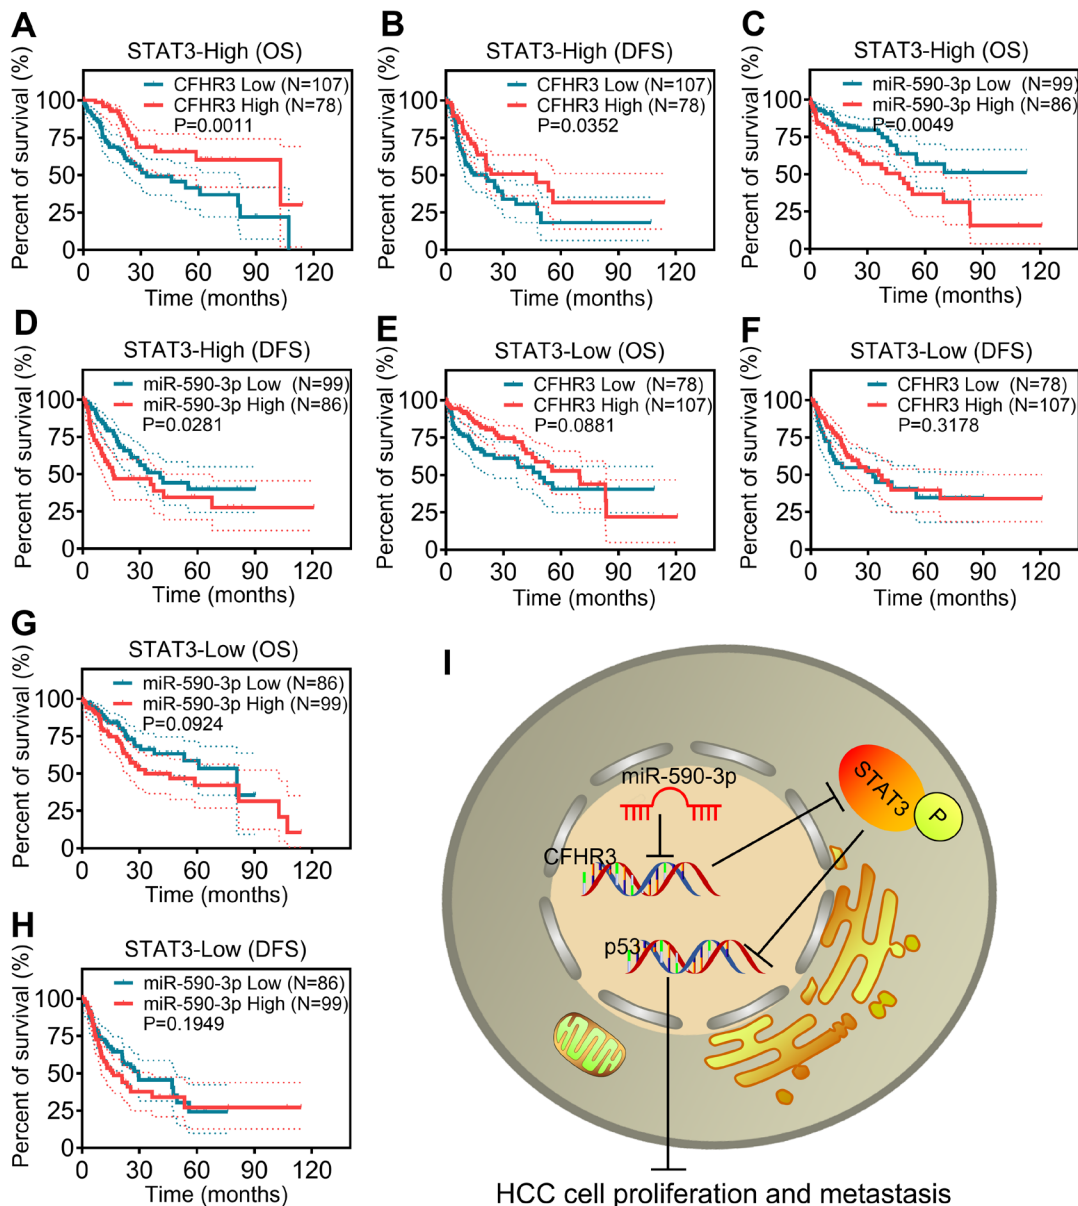 A
STAT3-High (OS)
Percent of survival (%)
CFHR3 Low (N=107)
CFHR3 High (N=78)
P=0.0011
100
75
50
25
0
0 30 60 90 120
Time (months)
B
STAT3-High (DFS)
Percent of survival (%)
CFHR3 Low (N=107)
CFHR3 High (N=78)
P=0.0352
100
75
50
25
0
0 30 60 90 120
Time (months)
C
STAT3-High (OS)
Percent of survival (%)
miR-590-3p Low (N=99)
miR-590-3p High (N=86)
P=0.0049
100
75
50
25
0
0 30 60 90 120
Time (months)
D
STAT3-High (DFS)
Percent of survival (%)
miR-590-3p Low (N=99)
miR-590-3p High (N=86)
P=0.0281
100
75
50
25
0
0 30 60 90 120
Time (months)
E
STAT3-Low (OS)
Percent of survival (%)
CFHR3 Low (N=78)
CFHR3 High (N=107)
P=0.0881
100
75
50
25
0
0 30 60 90 120
Time (months)
F
STAT3-Low (DFS)
Percent of survival (%)
CFHR3 Low (N=78)
CFHR3 High (N=107)
P=0.3178
100
75
50
25
0
0 30 60 90 120
Time (months)
G
STAT3-Low (OS)
Percent of survival (%)
miR-590-3p Low (N=86)
miR-590-3p High (N=99)
P=0.0924
100
75
50
25
0
0 30 60 90 120
Time (months)
H
STAT3-Low (DFS)
Percent of survival (%)
miR-590-3p Low (N=86)
miR-590-3p High (N=99)
P=0.1949
100
75
50
25
0
0 30 60 90 120
Time (months)
I
miR-590-3p
STAT3
P
CFHR3
p53
HCC cell proliferation and metastasis